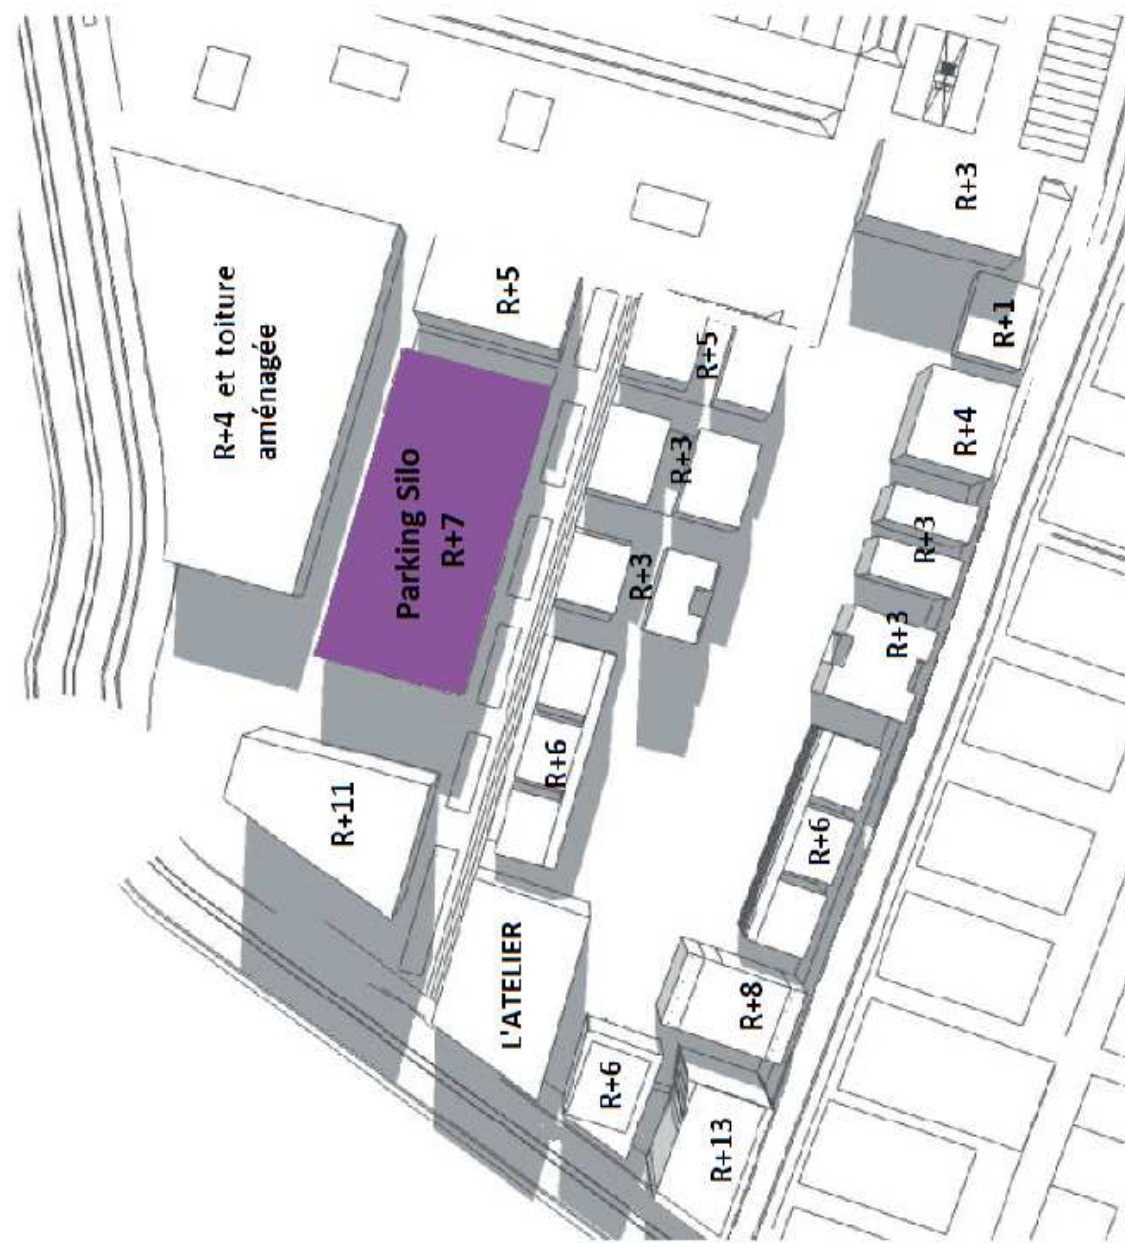 R+4 et toiture
aménagée
R+5
Parking Silo
R+7
R+3
R+1
R+5
R+4
R+3
R+3
R+3
R+3
R+11
R+6
R+6
L'ATELIER
R+8
R+6
R+13